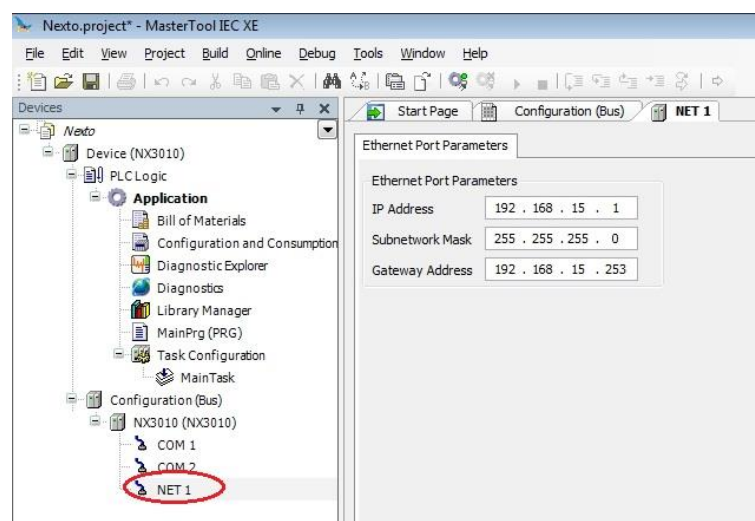 Nexto.project* - MasterTool IEC XE
File Edit View Project Build Online Debug Tools Window Help
Devices
Start Page Configuration (Bus) NET 1
Nexto
Device (NX3010)
PLC Logic
Application
Bill of Materials
Configuration and Consumption
Diagnostic Explorer
Diagnostics
Library Manager
MainPrg (PRG)
Task Configuration
MainTask
Configuration (Bus)
NX3010 (NX3010)
COM 1
COM 2
NET 1
Ethernet Port Parameters
Ethernet Port Parameters
IP Address 192 . 168 . 15 . 1
Subnetwork Mask 255 . 255 . 255 . 0
Gateway Address 192 . 168 . 15 . 253